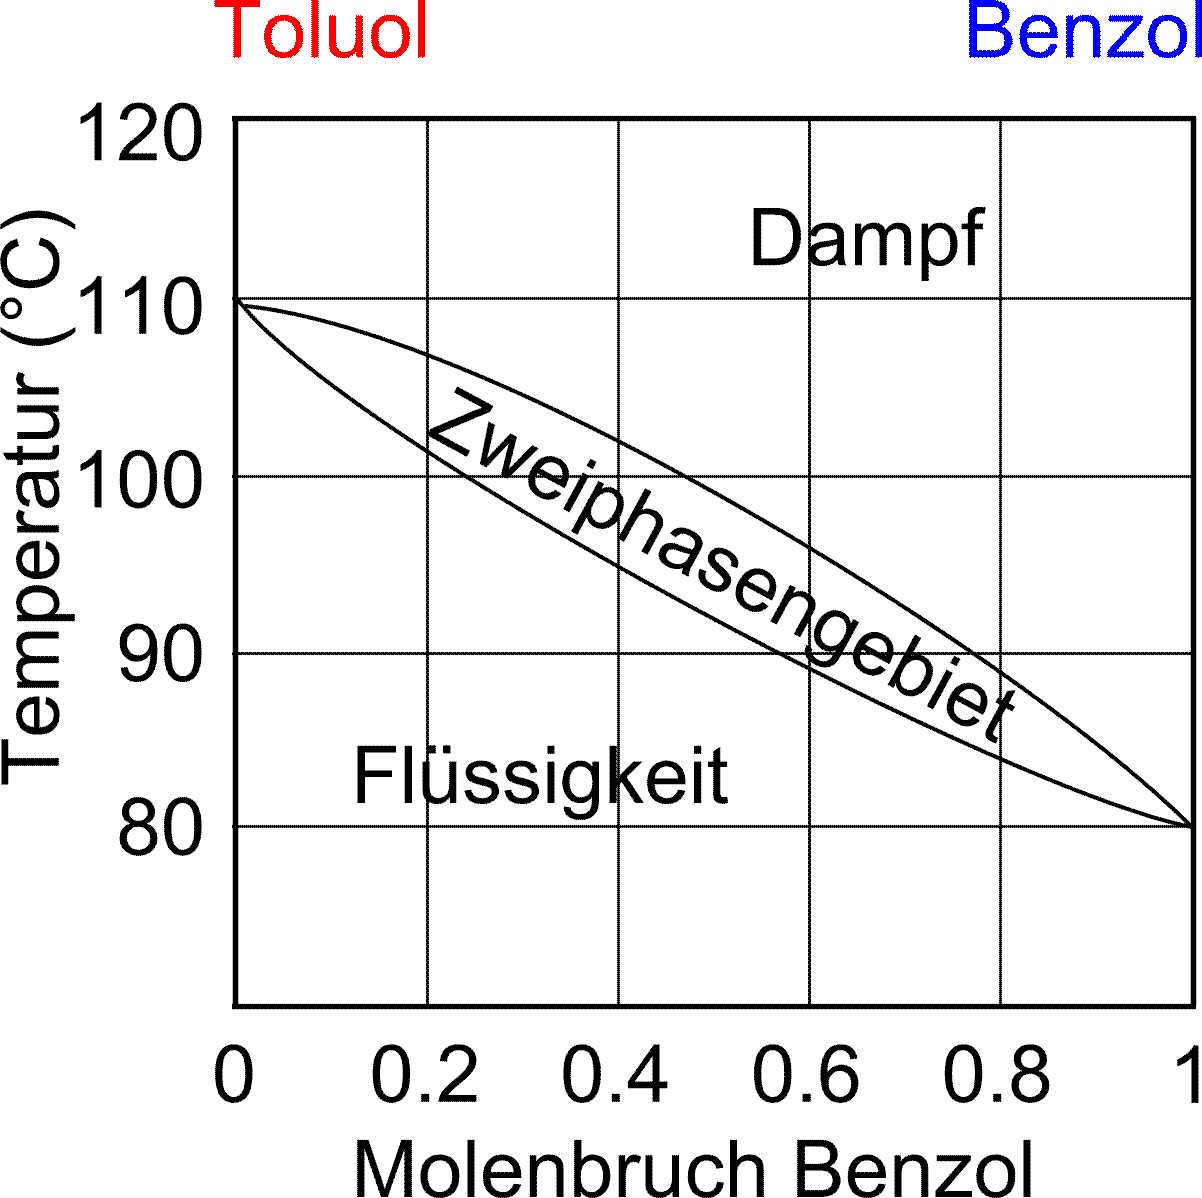 Toluol Benzol
120
110
100
90
80
Temperatur (°C)
Dampf
Zweiphasengebiet
Flüssigkeit
0 0.2 0.4 0.6 0.8 1
Molenbruch Benzol